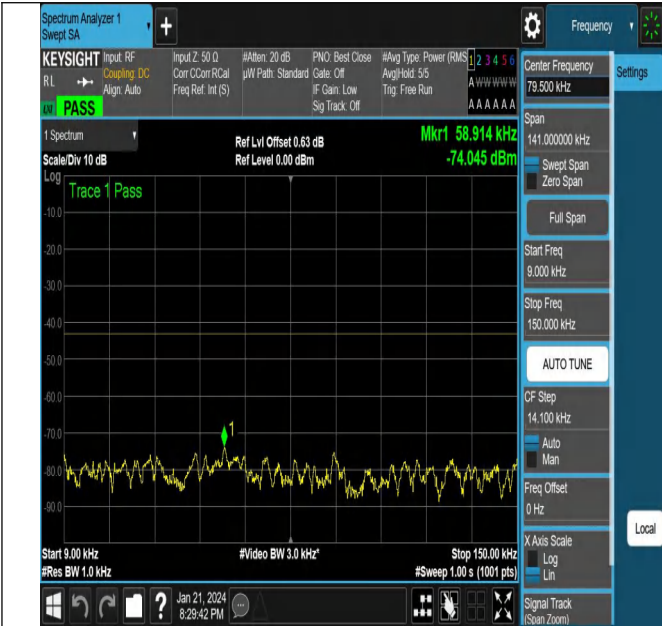 Spectrum Analyzer 1
Swept SA
+
Frequency
KEYSIGHT
RL
LXI
PASS
Input: RF
Coupling: DC
Align: Auto
Input Z: 50 Ω
Corr CCorr RCal
Freq Ref: Int (S)
#Atten: 20 dB
µW Path: Standard
PNO: Best Close
Gate: Off
IF Gain: Low
Sig Track: Off
#Avg Type: Power (RMS
Avg|Hold: 5/5
Trig: Free Run
1 2 3 4 5 6
A W W W W W
A A A A A A
Center Frequency
79.500 kHz
Settings
Span
141.000000 kHz
Swept Span
Zero Span
Full Span
Start Freq
9.000 kHz
Stop Freq
150.000 kHz
AUTO TUNE
CF Step
14.100 kHz
Auto
Man
Freq Offset
0 Hz
X Axis Scale
Log
Lin
Signal Track
(Span Zoom)
Local
1 Spectrum
Scale/Div 10 dB
Ref Lvl Offset 0.63 dB
Ref Level 0.00 dBm
Mkr1 58.914 kHz
-74.045 dBm
Log
Trace 1 Pass
-10.0
-20.0
-30.0
-40.0
-50.0
-60.0
-70.0
-80.0
-90.0
1
Start 9.00 kHz
#Res BW 1.0 kHz
#Video BW 3.0 kHz*
Stop 150.00 kHz
#Sweep 1.00 s (1001 pts)
?
Jan 21, 2024
8:29:42 PM